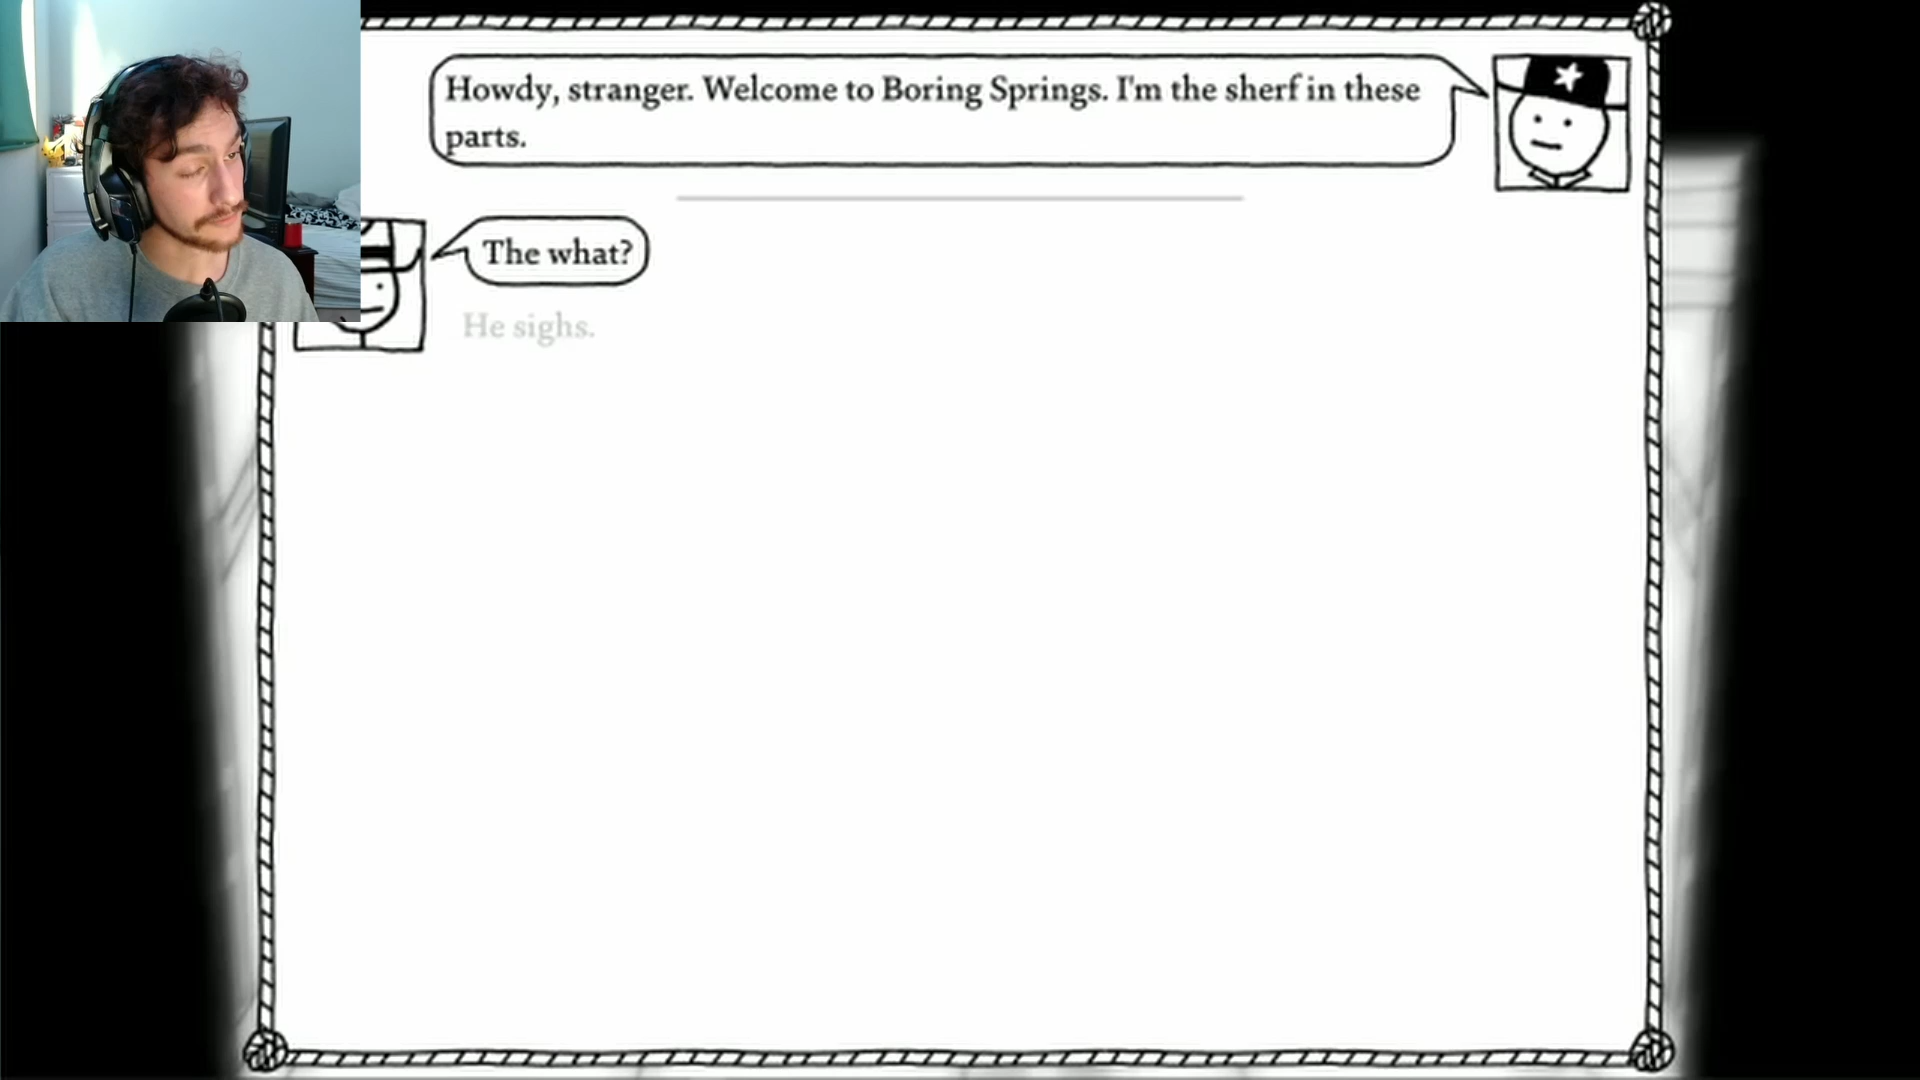 Howdy, stranger. Welcome to Boring Springs. I'm the sherf in these
parts.
The what?
He sighs.